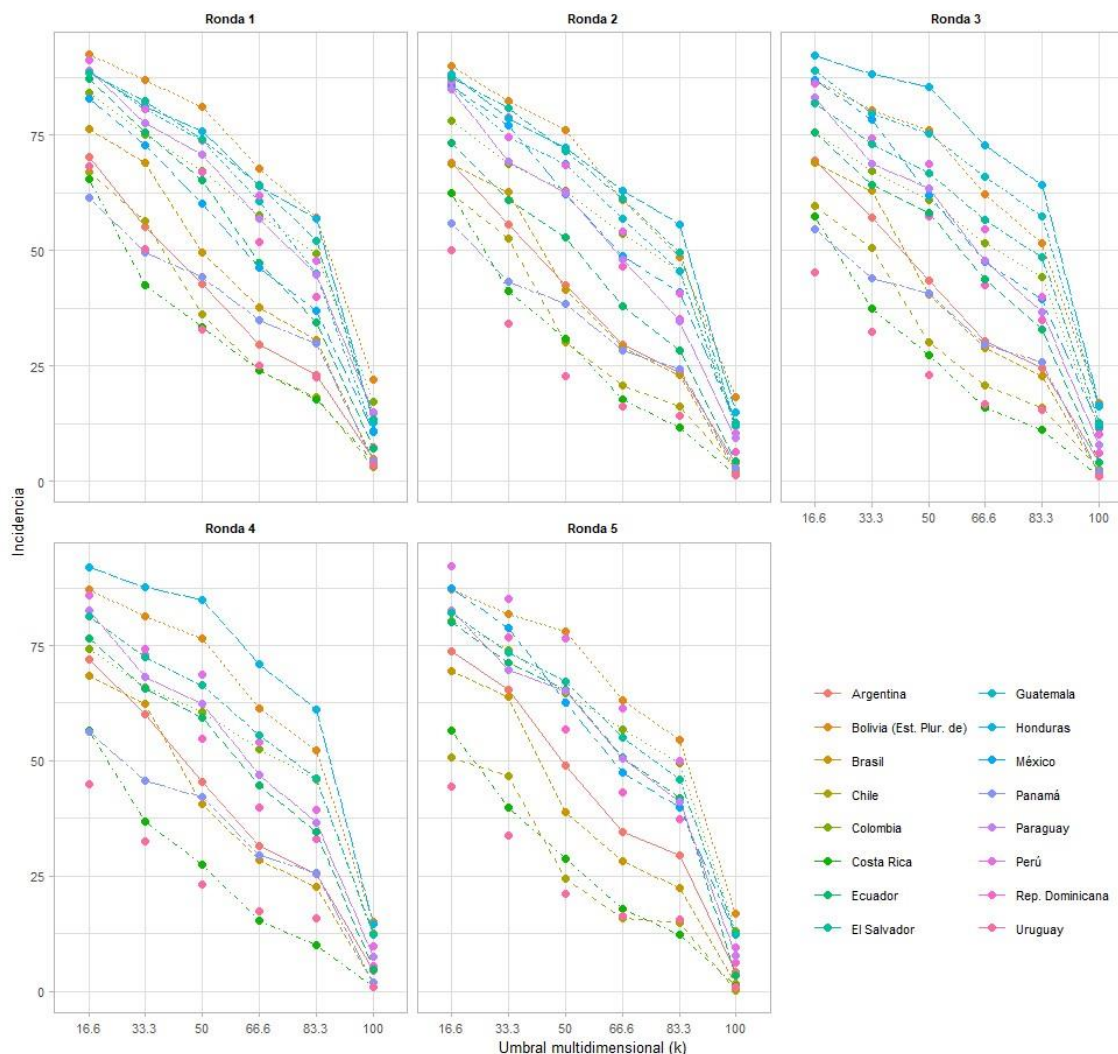 Ronda 1
Ronda 2
Ronda 3
75
50
25
0
16.6 33.3 50 66.6 83.3 100
Incidencia
Ronda 4
Ronda 5
75
50
25
0
16.6 33.3 50 66.6 83.3 100
16.6 33.3 50 66.6 83.3 100
Umbral multidimensional (k)
Argentina
Bolivia (Est. Plur. de)
Brasil
Chile
Colombia
Costa Rica
Ecuador
El Salvador
Guatemala
Honduras
México
Panamá
Paraguay
Perú
Rep. Dominicana
Uruguay